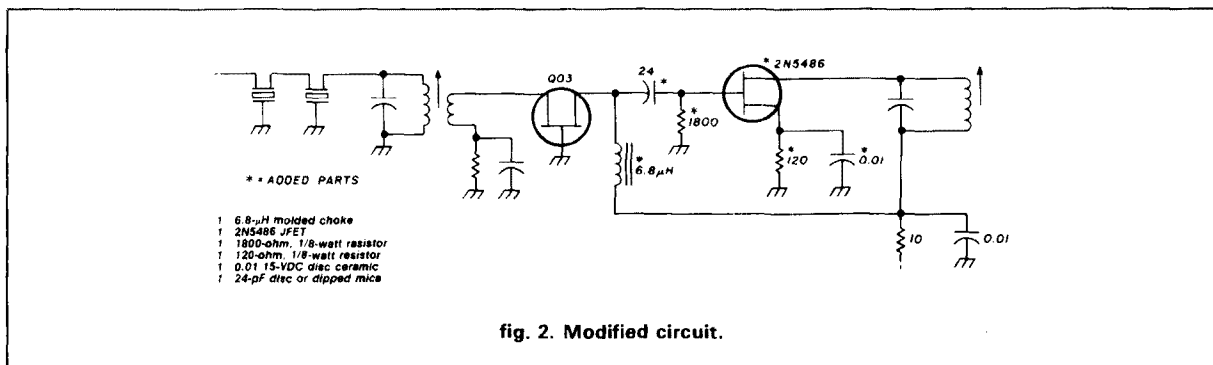 * 2N5486
Q03
24
*
*
1800
*
120
*
0.01
*
6.8µH
10
0.01
* = ADDED PARTS
1 6.8-µH molded choke
1 2N5486 JFET
1 1800-ohm, 1/8-watt resistor
1 120-ohm, 1/8-watt resistor
1 0.01 15-VDC disc ceramic
1 24-pF disc or dipped mica
fig. 2. Modified circuit.